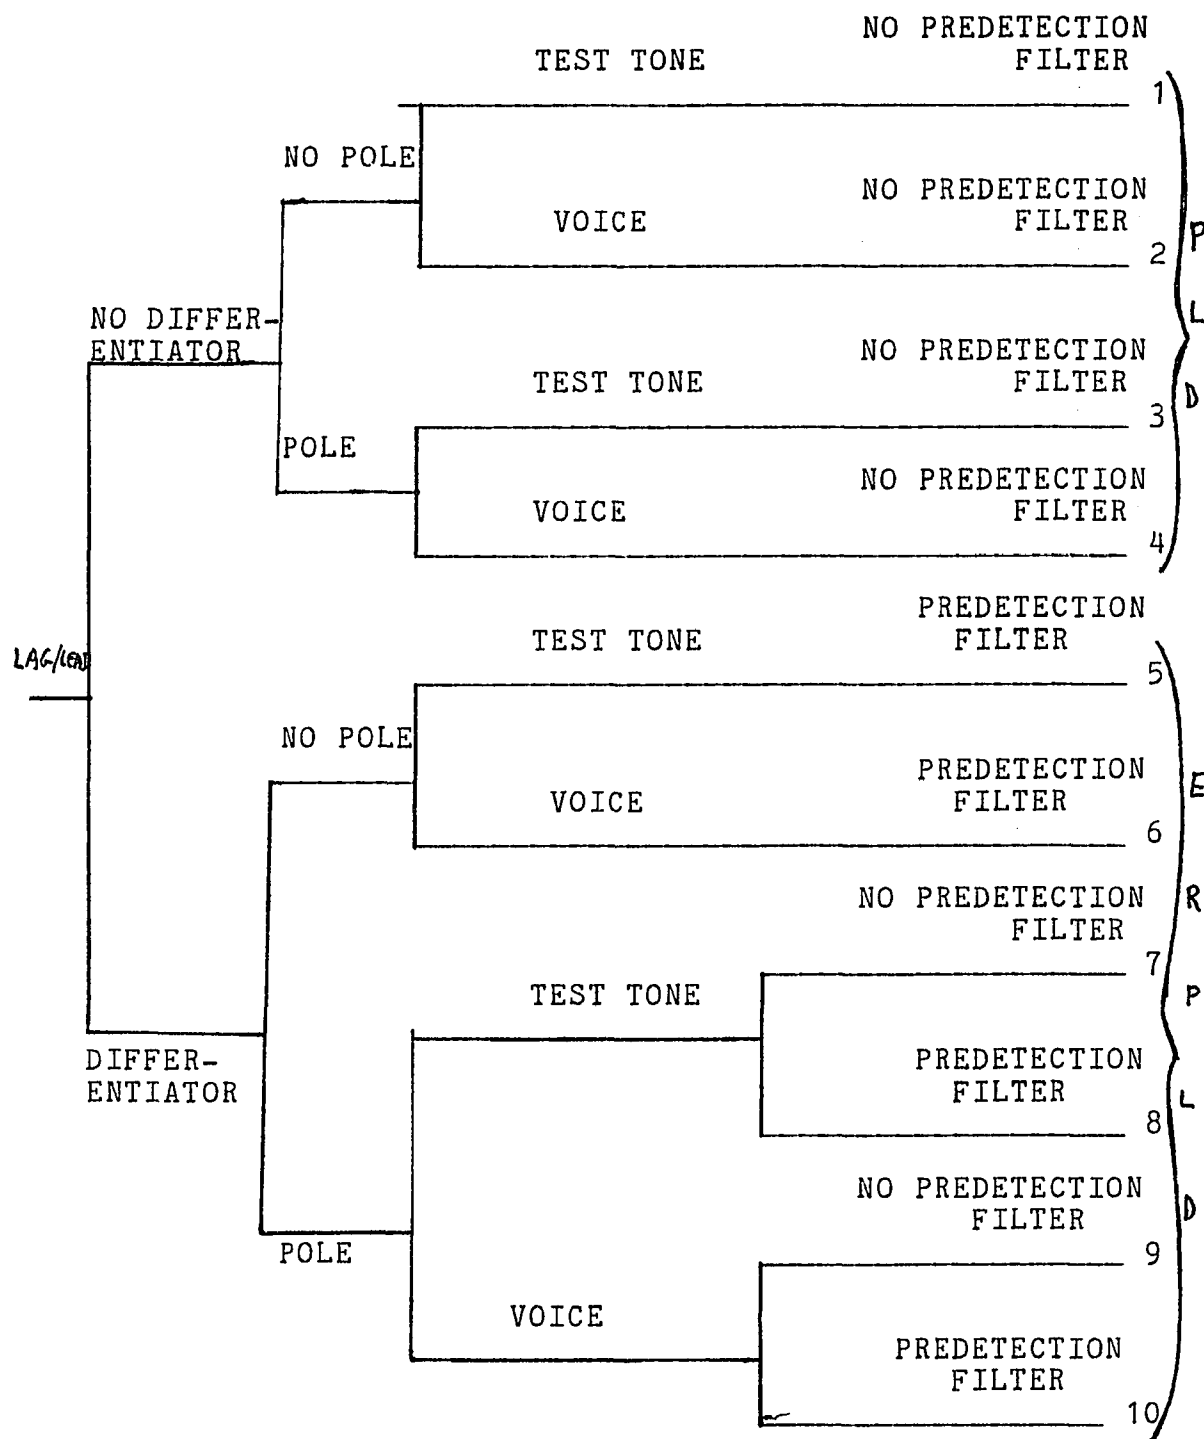 NO PREDETECTION
FILTER
TEST TONE
1
NO POLE
NO PREDETECTION
FILTER
VOICE
2
NO DIFFER-
ENTIATOR
NO PREDETECTION
FILTER
TEST TONE
3
POLE
NO PREDETECTION
FILTER
VOICE
4
P
L
D
LAG/LEAD
PREDETECTION
FILTER
TEST TONE
5
NO POLE
PREDETECTION
FILTER
VOICE
6
NO PREDETECTION
FILTER
TEST TONE
7
DIFFER-
ENTIATOR
PREDETECTION
FILTER
8
NO PREDETECTION
FILTER
POLE
9
VOICE
PREDETECTION
FILTER
10
E
R
P
L
D